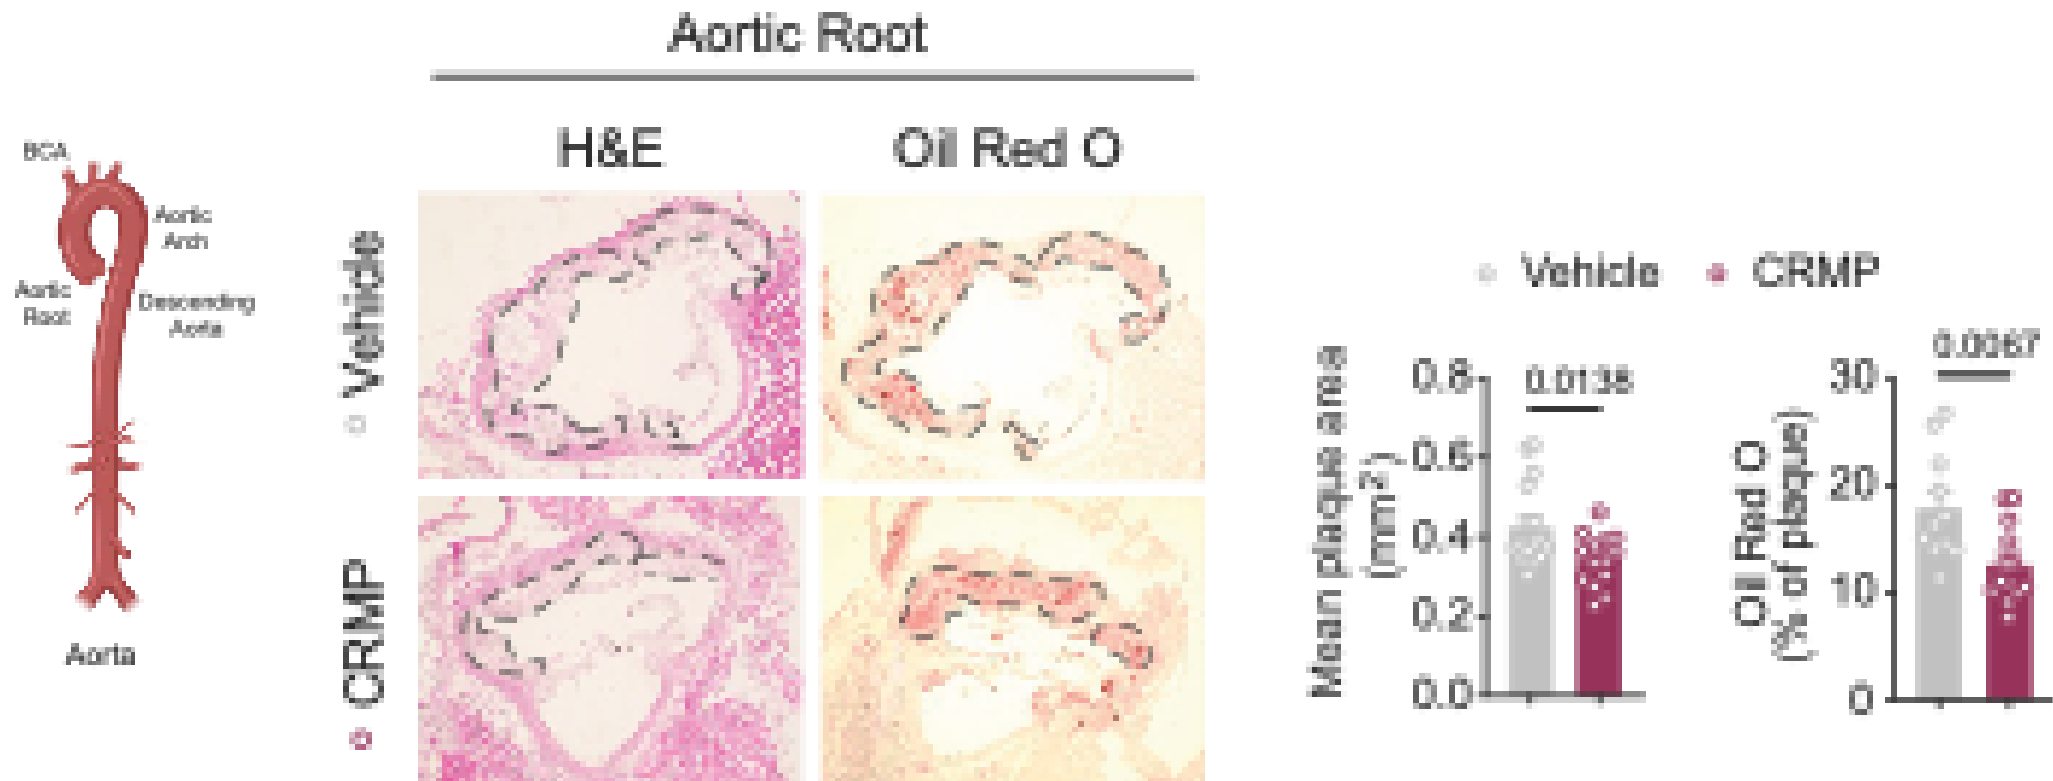 Aortic Root
H&E
Oil Red O
BCA
Aortic
Arch
Aortic
Root
Descending
Aorta
Aorta
Vehicle
CRMP
Vehicle
CRMP
Mean plaque area
(mm²)
0.8
0.6
0.4
0.2
0.0
0.0138
Oil Red O
(% of plaque)
30
20
10
0
0.0067